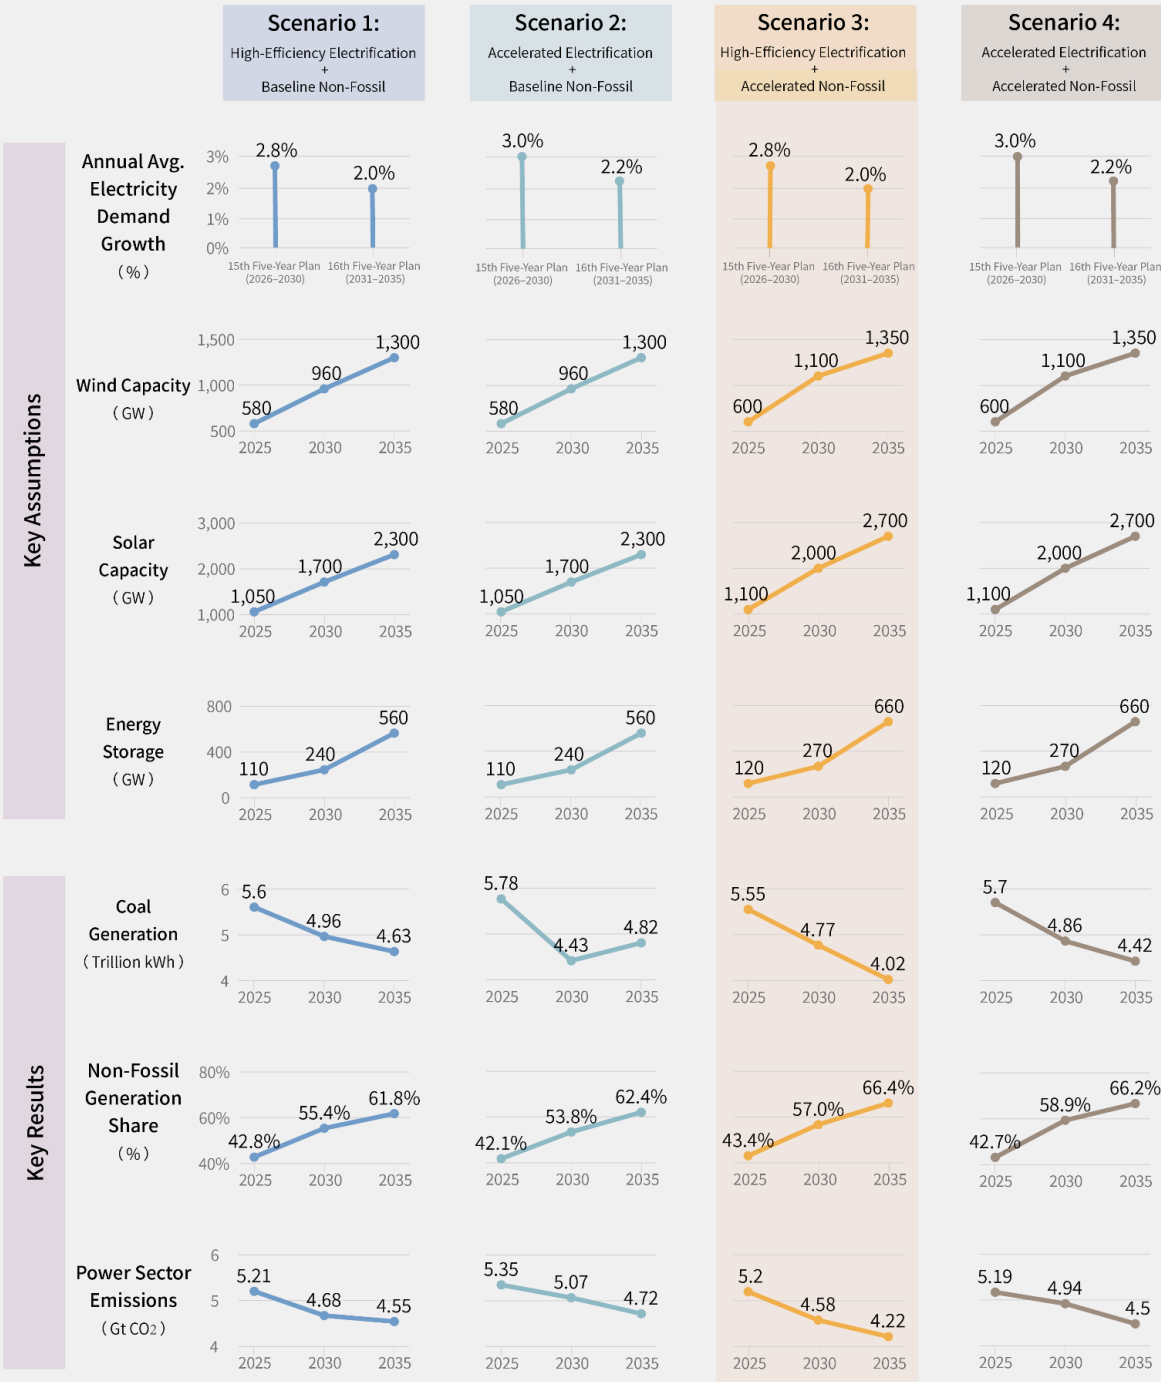 Scenario 1:
High-Efficiency Electrification
+
Baseline Non-Fossil
Scenario 2:
Accelerated Electrification
+
Baseline Non-Fossil
Scenario 3:
High-Efficiency Electrification
+
Accelerated Non-Fossil
Scenario 4:
Accelerated Electrification
+
Accelerated Non-Fossil
Key Assumptions
Annual Avg.
Electricity
Demand
Growth
(%)
3%
2%
1%
0%
2.8%
2.0%
15th Five-Year Plan
(2026–2030)
16th Five-Year Plan
(2031–2035)
3.0%
2.2%
15th Five-Year Plan
(2026–2030)
16th Five-Year Plan
(2031–2035)
2.8%
2.0%
15th Five-Year Plan
(2026–2030)
16th Five-Year Plan
(2031–2035)
3.0%
2.2%
15th Five-Year Plan
(2026–2030)
16th Five-Year Plan
(2031–2035)
Wind Capacity
(GW)
1,500
1,000
500
580
960
1,300
2025 2030 2035
580
960
1,300
2025 2030 2035
600
1,100
1,350
2025 2030 2035
600
1,100
1,350
2025 2030 2035
Solar
Capacity
(GW)
3,000
2,000
1,000
1,050
1,700
2,300
2025 2030 2035
1,050
1,700
2,300
2025 2030 2035
1,100
2,000
2,700
2025 2030 2035
1,100
2,000
2,700
2025 2030 2035
Energy
Storage
(GW)
800
400
0
110
240
560
2025 2030 2035
110
240
560
2025 2030 2035
120
270
660
2025 2030 2035
120
270
660
2025 2030 2035
Key Results
Coal
Generation
(Trillion kWh)
6
5
4
5.6
4.96
4.63
2025 2030 2035
5.78
4.43
4.82
2025 2030 2035
5.55
4.77
4.02
2025 2030 2035
5.7
4.86
4.42
2025 2030 2035
Non-Fossil
Generation
Share
(%)
80%
60%
40%
42.8%
55.4%
61.8%
2025 2030 2035
42.1%
53.8%
62.4%
2025 2030 2035
43.4%
57.0%
66.4%
2025 2030 2035
42.7%
58.9%
66.2%
2025 2030 2035
Power Sector
Emissions
(Gt CO2)
6
5
4
5.21
4.68
4.55
2025 2030 2035
5.35
5.07
4.72
2025 2030 2035
5.2
4.58
4.22
2025 2030 2035
5.19
4.94
4.5
2025 2030 2035